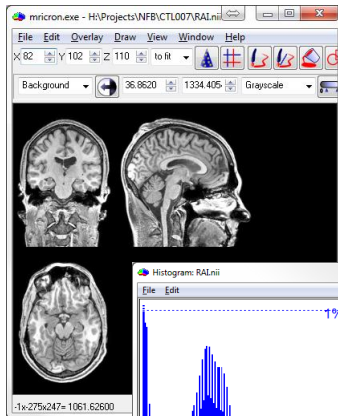 mricron.exe - H:\Projects\NFB\CTL007\RAI.nii
File Edit Overlay Draw View Window Help
X 82 Y 102 Z 110 to fit
Background 36.8620 1334.405 Grayscale
Histogram: RAI.nii
File Edit
1%
-1x-275x247= 1061.62600